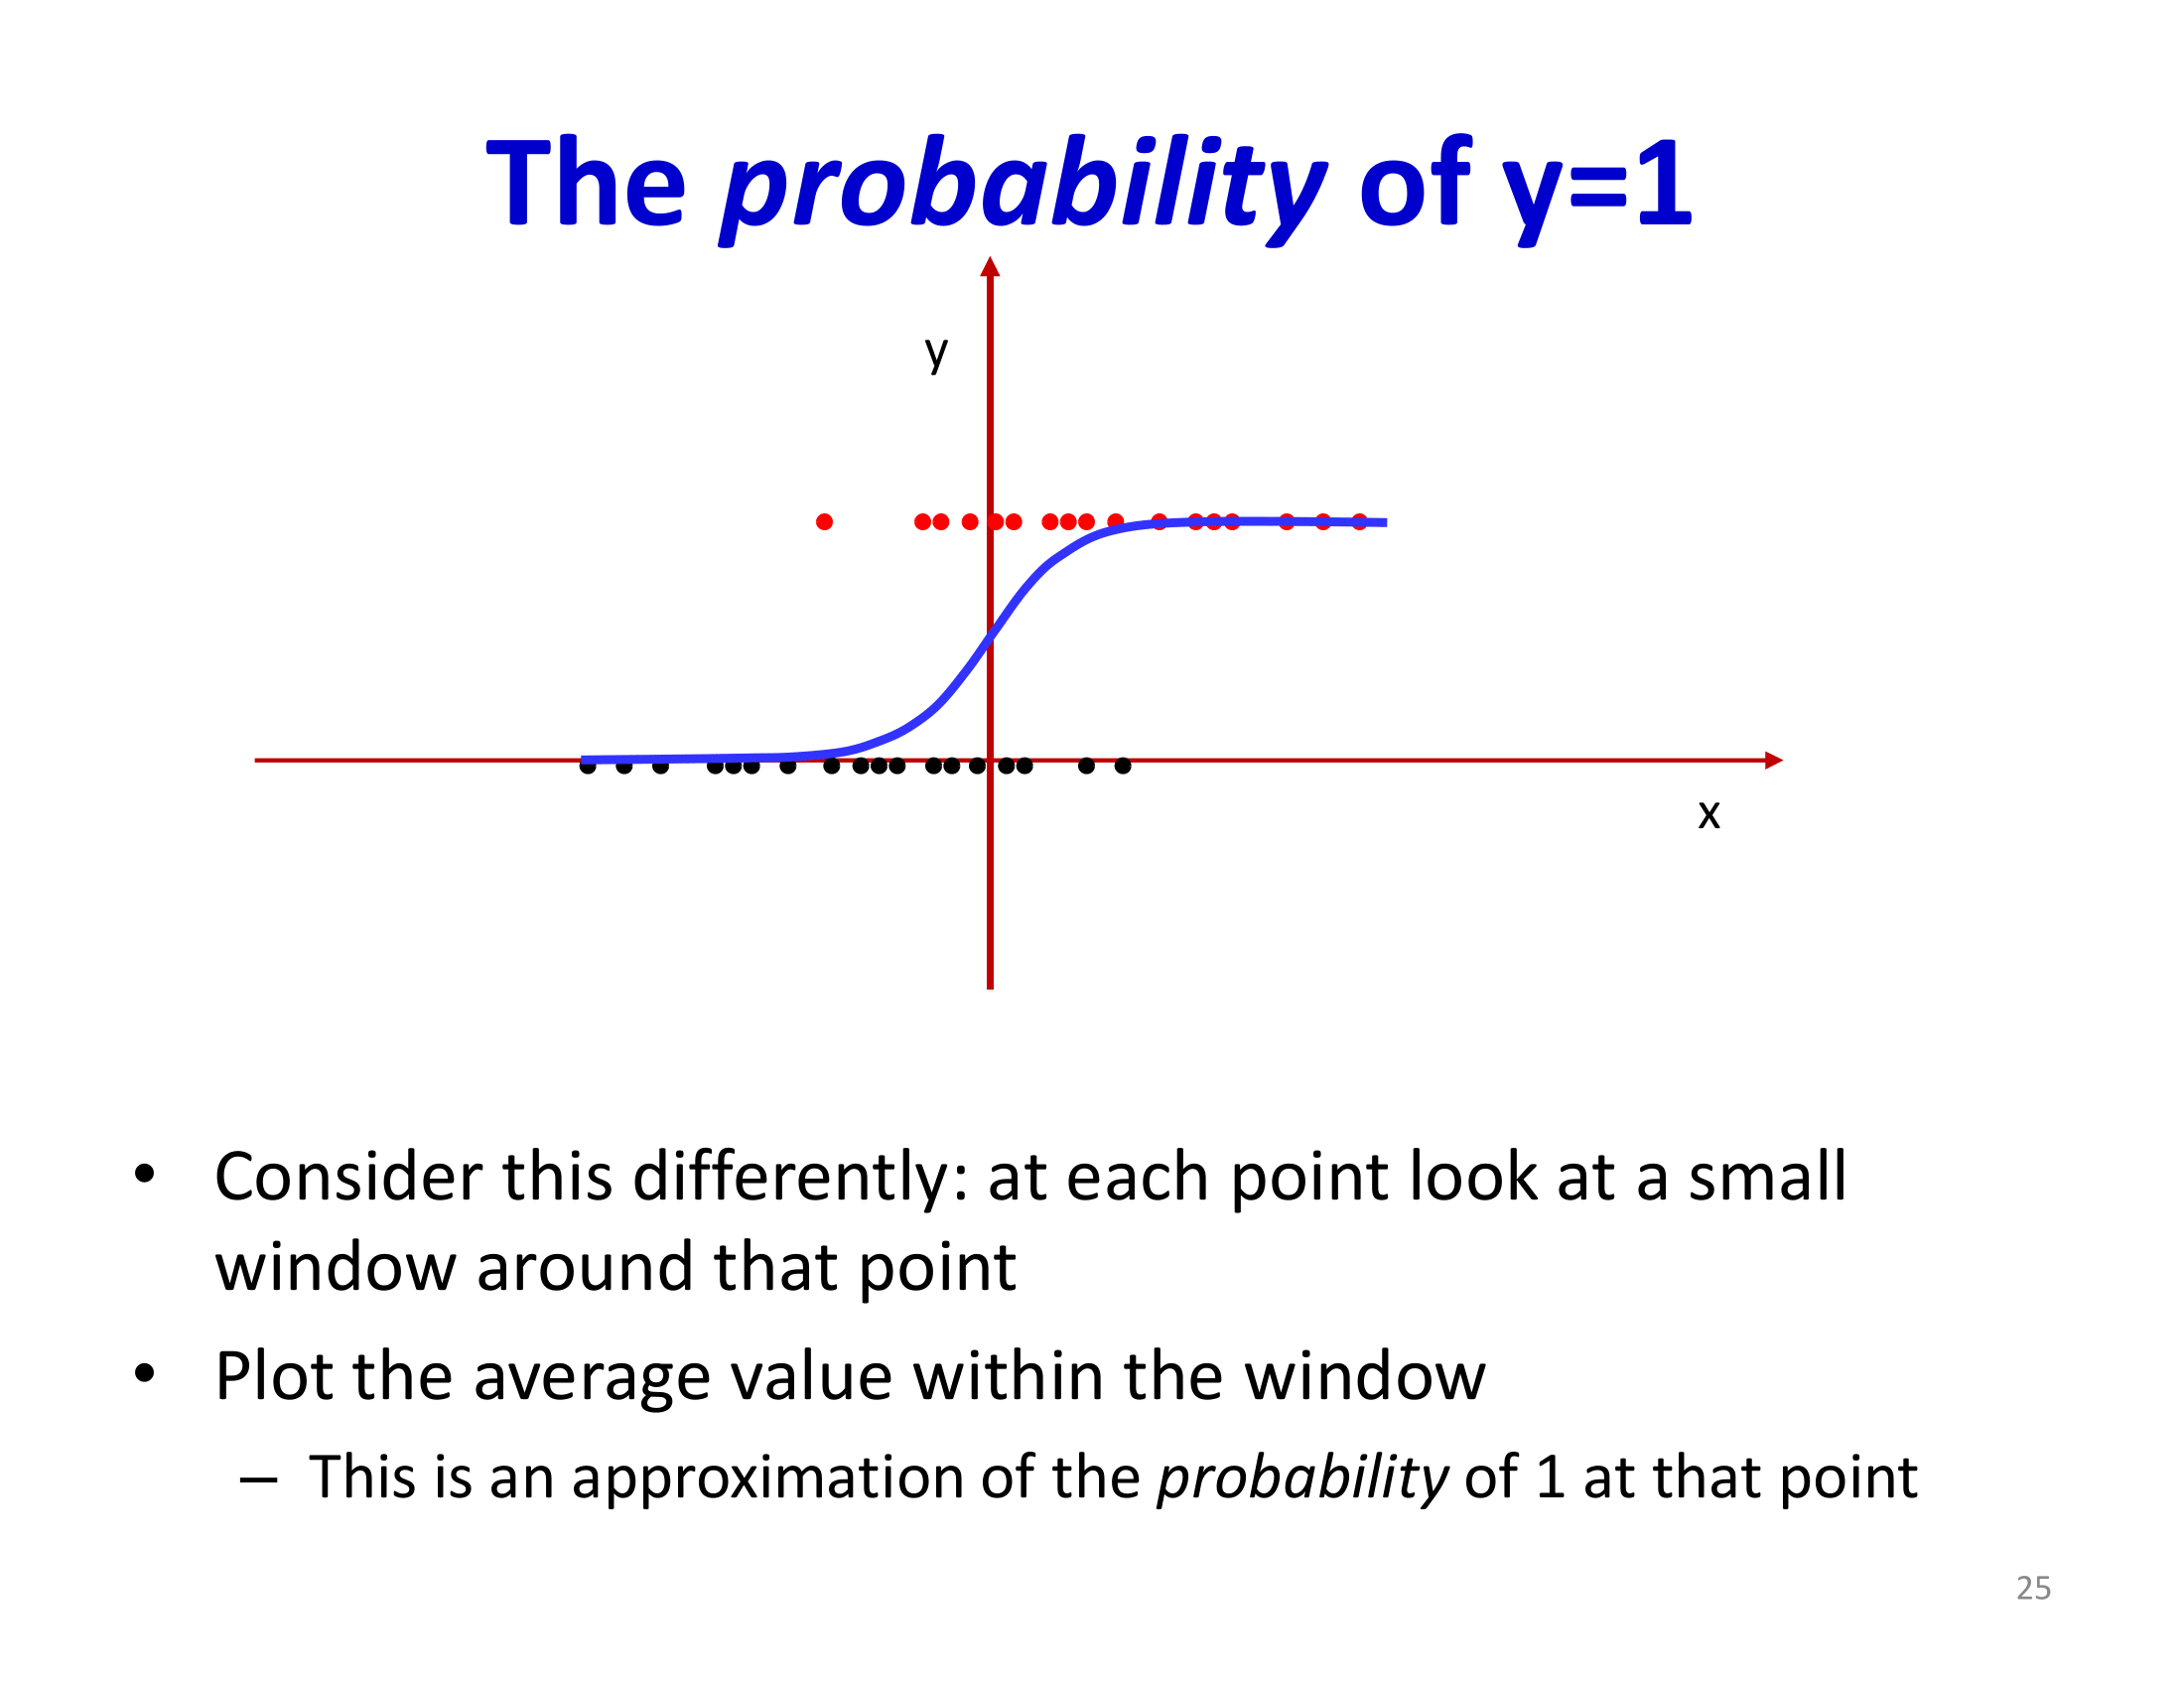 The probability of y=1
y
x
• Consider this differently: at each point look at a small
window around that point
• Plot the average value within the window
– This is an approximation of the probability of 1 at that point
25